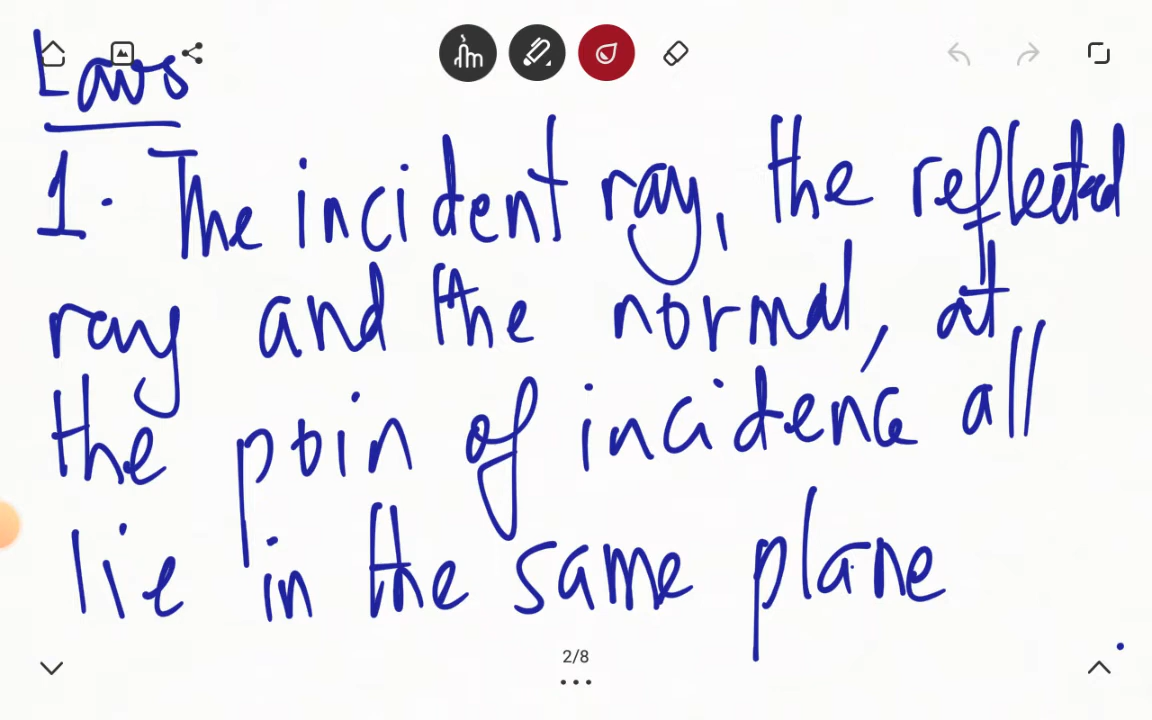 Laws
1. The incident ray, the reflected
ray and the normal, at
the poin of incidence all
lie in the same plane
2/8